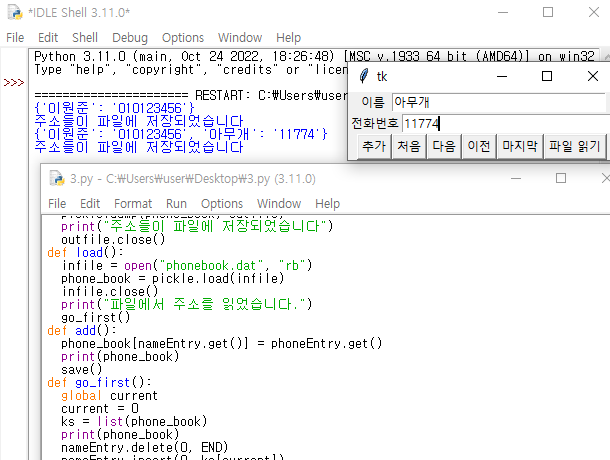 *IDLE Shell 3.11.0*
File Edit Shell Debug Options Window Help
Python 3.11.0 (main, Oct 24 2022, 18:26:48) [MSC v.1933 64 bit (AMD64)] on win32
Type "help", "copyright", "credits" or "licen
>>>
====================== RESTART: C:₩Users₩user
{'이원준': '010123456'}
주소들이 파일에 저장되었습니다
{'이원준': '010123456', '아무개': '11774'}
주소들이 파일에 저장되었습니다
tk
이름 아무개
전화번호 11774
추가 처음 다음 이전 마지막 파일 읽기
3.py - C:₩Users₩user₩Desktop₩3.py (3.11.0)
File Edit Format Run Options Window Help
pickle.dump(phone_book, outfile)
print("주소들이 파일에 저장되었습니다")
outfile.close()
def load():
infile = open("phonebook.dat", "rb")
phone_book = pickle.load(infile)
infile.close()
print("파일에서 주소를 읽었습니다.")
go_first()
def add():
phone_book[nameEntry.get()] = phoneEntry.get()
print(phone_book)
save()
def go_first():
global current
current = 0
ks = list(phone_book)
print(phone_book)
nameEntry.delete(0, END)
nameEntry.insert(0, ks[current])